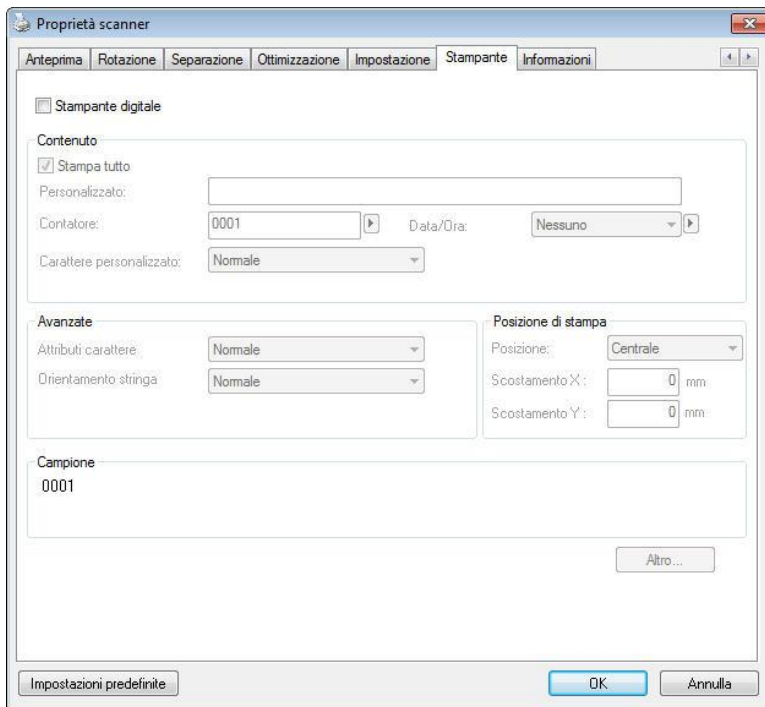 Proprietà scanner
Anteprima Rotazione Separazione Ottimizzazione Impostazione Stampante Informazioni
Stampante digitale
Contenuto
Stampa tutto
Personalizzato:
Contatore: 0001 Data/Ora: Nessuno
Carattere personalizzato: Normale
Avanzate
Attributi carattere Normale
Orientamento stringa Normale
Posizione di stampa
Posizione: Centrale
Scostamento X : 0 mm
Scostamento Y : 0 mm
Campione
0001
Altro...
Impostazioni predefinite OK Annulla